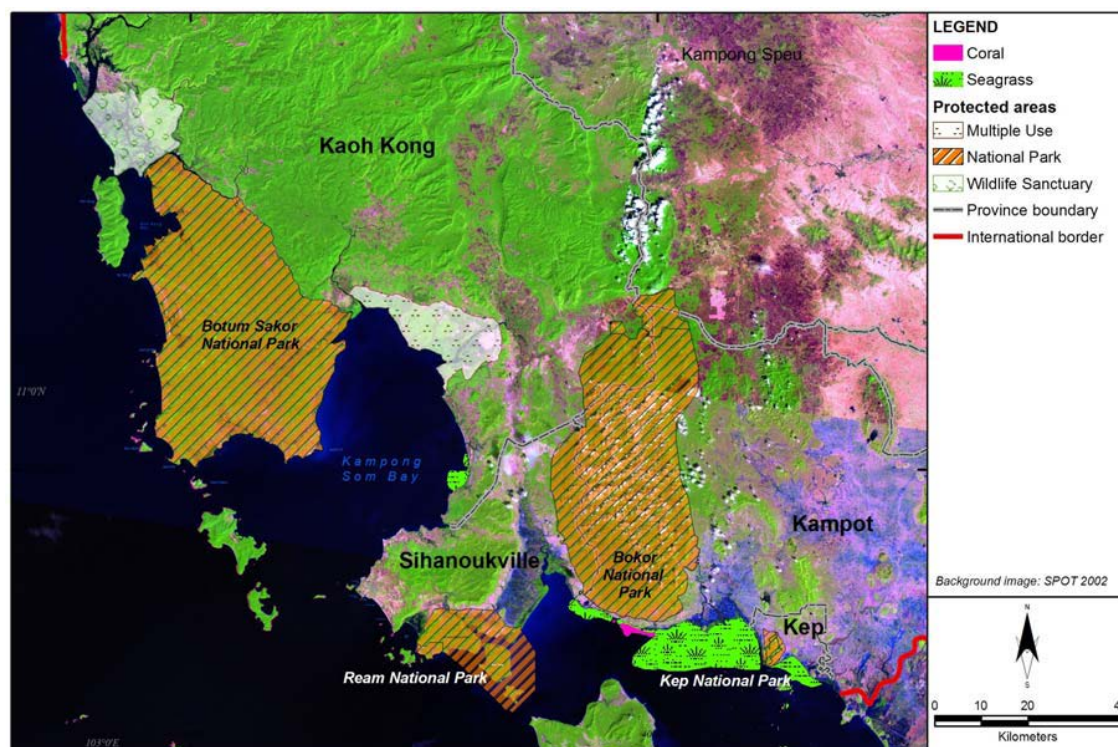 Kampong Speu
Kaoh Kong
Botum Sakor
National Park
11°0'N
Kampong
Som Bay
Sihanoukville
Bokor
National
Park
Kampot
Kep
Ream National Park
Kep National Park
103°0'E
LEGEND
Coral
Seagrass
Protected areas
Multiple Use
National Park
Wildlife Sanctuary
Province boundary
International border
Background image: SPOT 2002
N
S
0 10 20
Kilometers